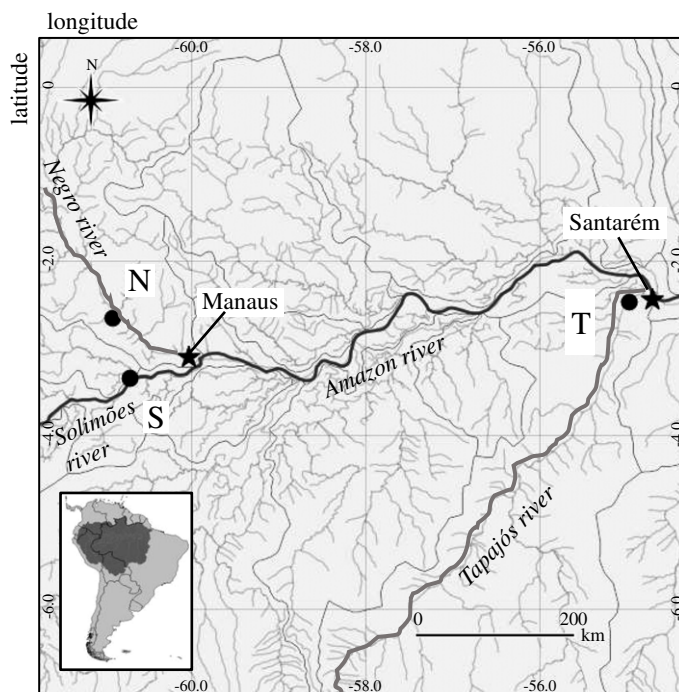 longitude
latitude
-60.0
-58.0
-56.0
N
0
0
Negro river
Santarém
-2.0
-2.0
N
Manaus
T
Amazon river
S
Solimões
river
-4.0
-4.0
Tapajós river
0
200
km
-6.0
-6.0
-60.0
-58.0
-56.0